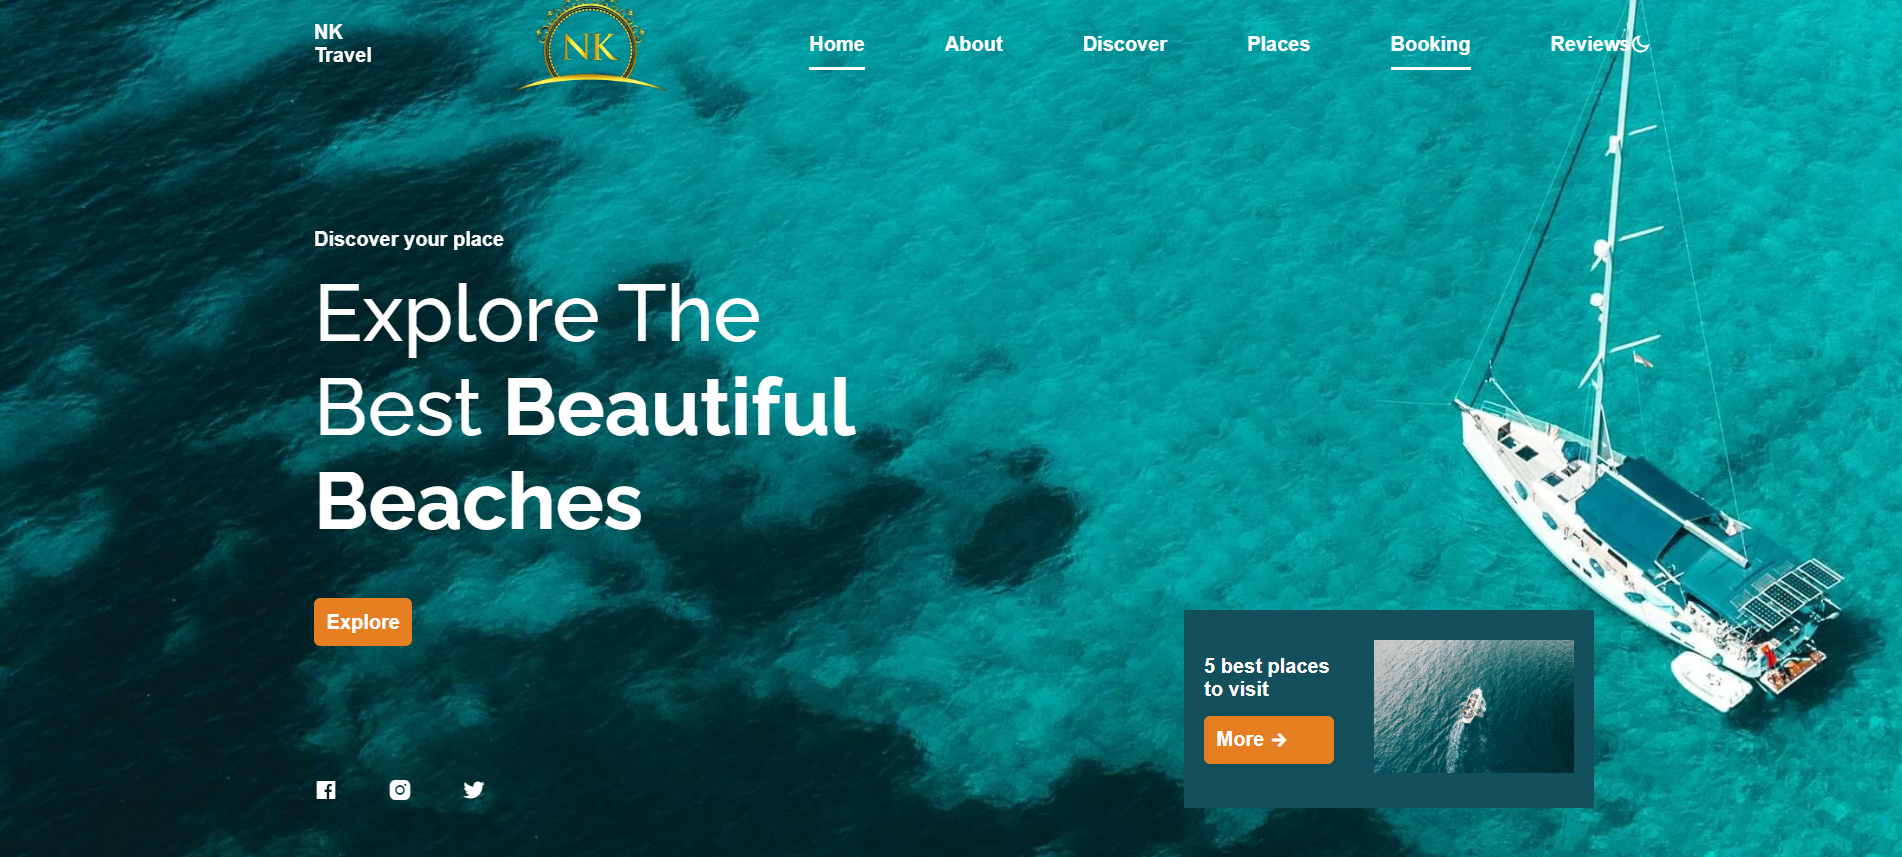 NK
Travel
NK
Home
About
Discover
Places
Booking
Reviews
Discover your place
Explore The
Best Beautiful
Beaches
Explore
5 best places
to visit
More →